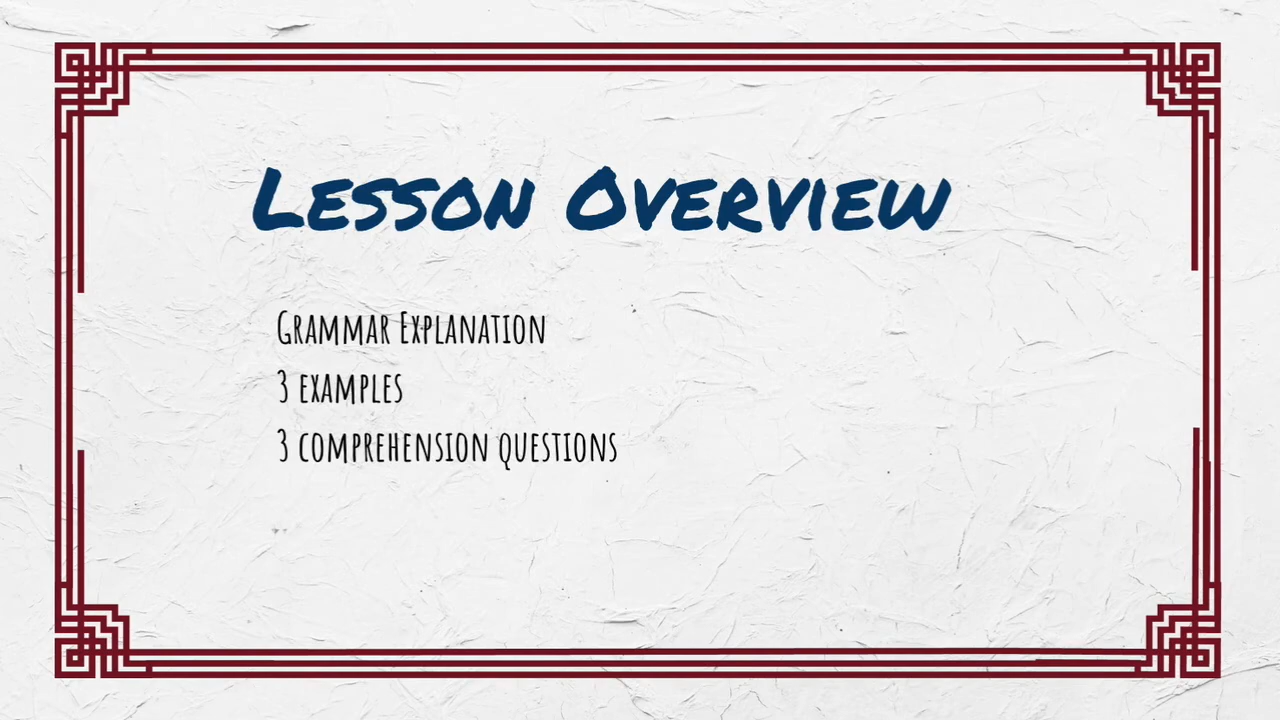 Lesson Overview
Grammar Explanation
3 examples
3 comprehension questions